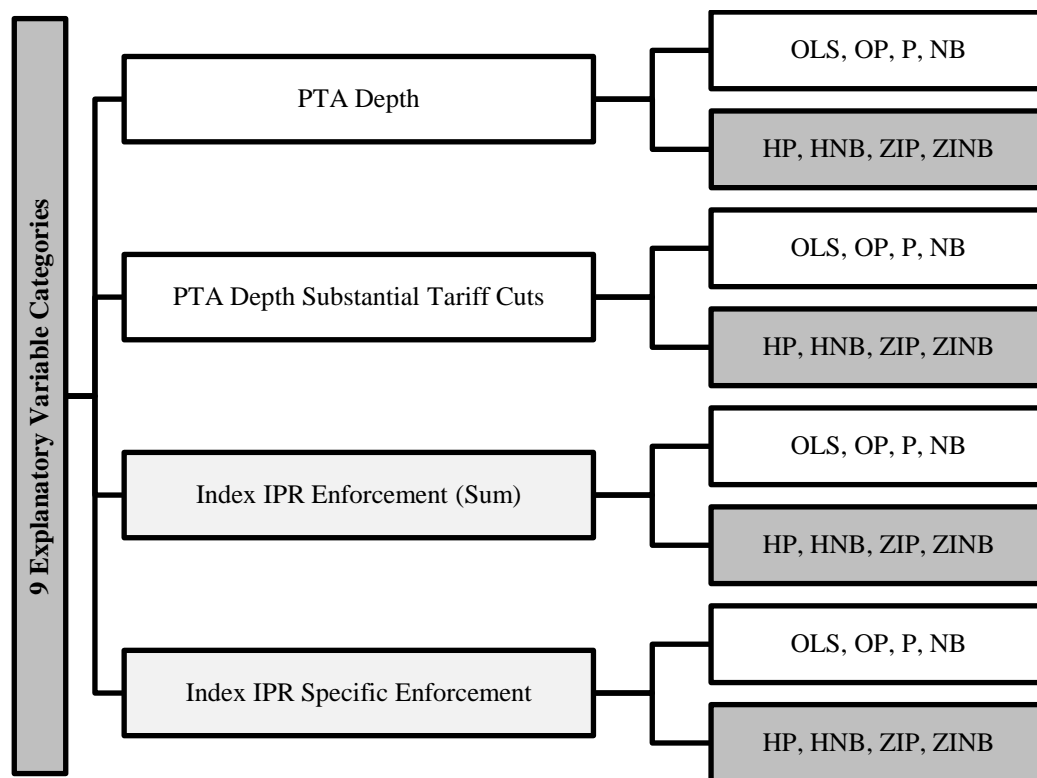 9 Explanatory Variable Categories
PTA Depth
OLS, OP, P, NB
HP, HNB, ZIP, ZINB
PTA Depth Substantial Tariff Cuts
OLS, OP, P, NB
HP, HNB, ZIP, ZINB
Index IPR Enforcement (Sum)
OLS, OP, P, NB
HP, HNB, ZIP, ZINB
Index IPR Specific Enforcement
OLS, OP, P, NB
HP, HNB, ZIP, ZINB